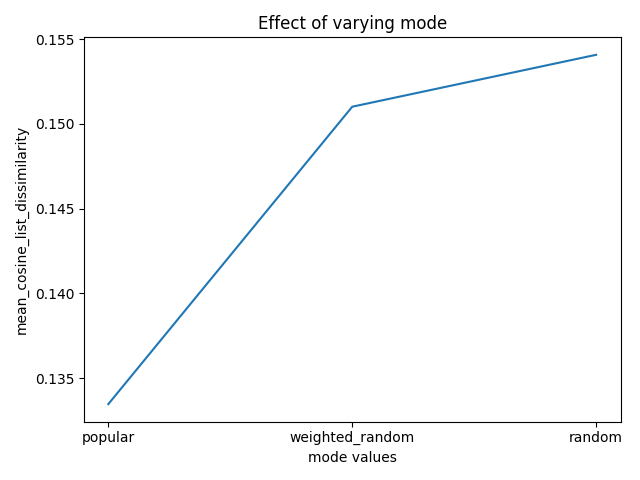 Effect of varying mode
0.155
0.150
0.145
0.140
0.135
mean_cosine_list_dissimilarity
popular
weighted_random
random
mode values